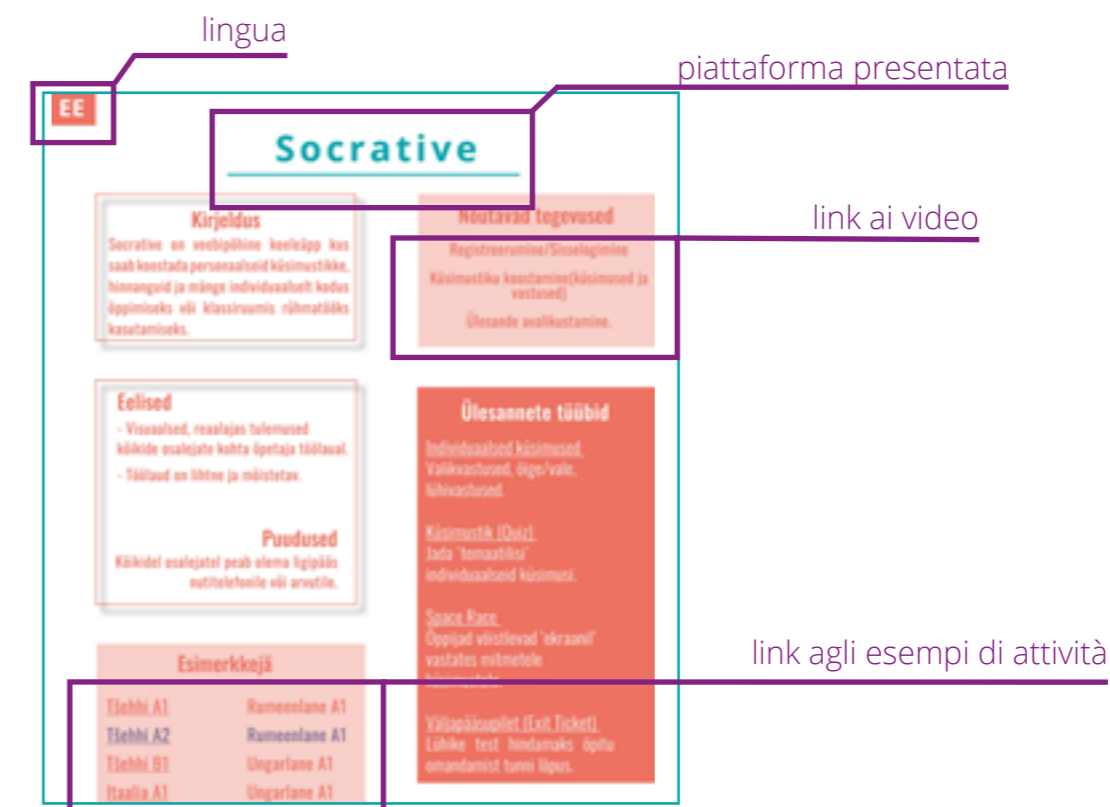 lingua
piattaforma presentata
EE
Socrative
link ai video
Kirjeldus
Socrative on veebipõhine keeleäpp kus
saab koostada personaalseid küsimustikke,
hinnanguid ja mänge individuaalselt kodus
õppimiseks või klassiruumis rühmatööks
kasutamiseks.
Nõutavad tegevused
Registreerumine/Sisselogimine
Küsimustiku koostamine(küsimused ja
vastused)
Ülesande avalikustamine.
Eelised
- Visuaalsed, reaalajas tulemused
kõikide osalejate kohta õpetaja töölaual.
- Töölaud on lihtne ja mõistetav.
Puudused
Kõikidel osalejatel peab olema ligipääs
nutitelefonile või arvutile.
Ülesannete tüübid
Individuaalsed küsimused
Valikvastused, õige/vale,
lühivastused.
Küsimustik (Quiz)
Jada 'temaatilisi'
individuaalseid küsimusi.
Space Race
Õppijad võistlevad 'ekraanil'
vastates mitmetele
küsimustele.
Väljapääsupilet (Exit Ticket)
Lühike test hindamaks õpitu
omandamist tunni lõpus.
link agli esempi di attività
Esimerkkejä
Tšehhi A1 Rumeenlane A1
Tšehhi A2 Rumeenlane A1
Tšehhi B1 Ungarlane A1
Itaalia A1 Ungarlane A1